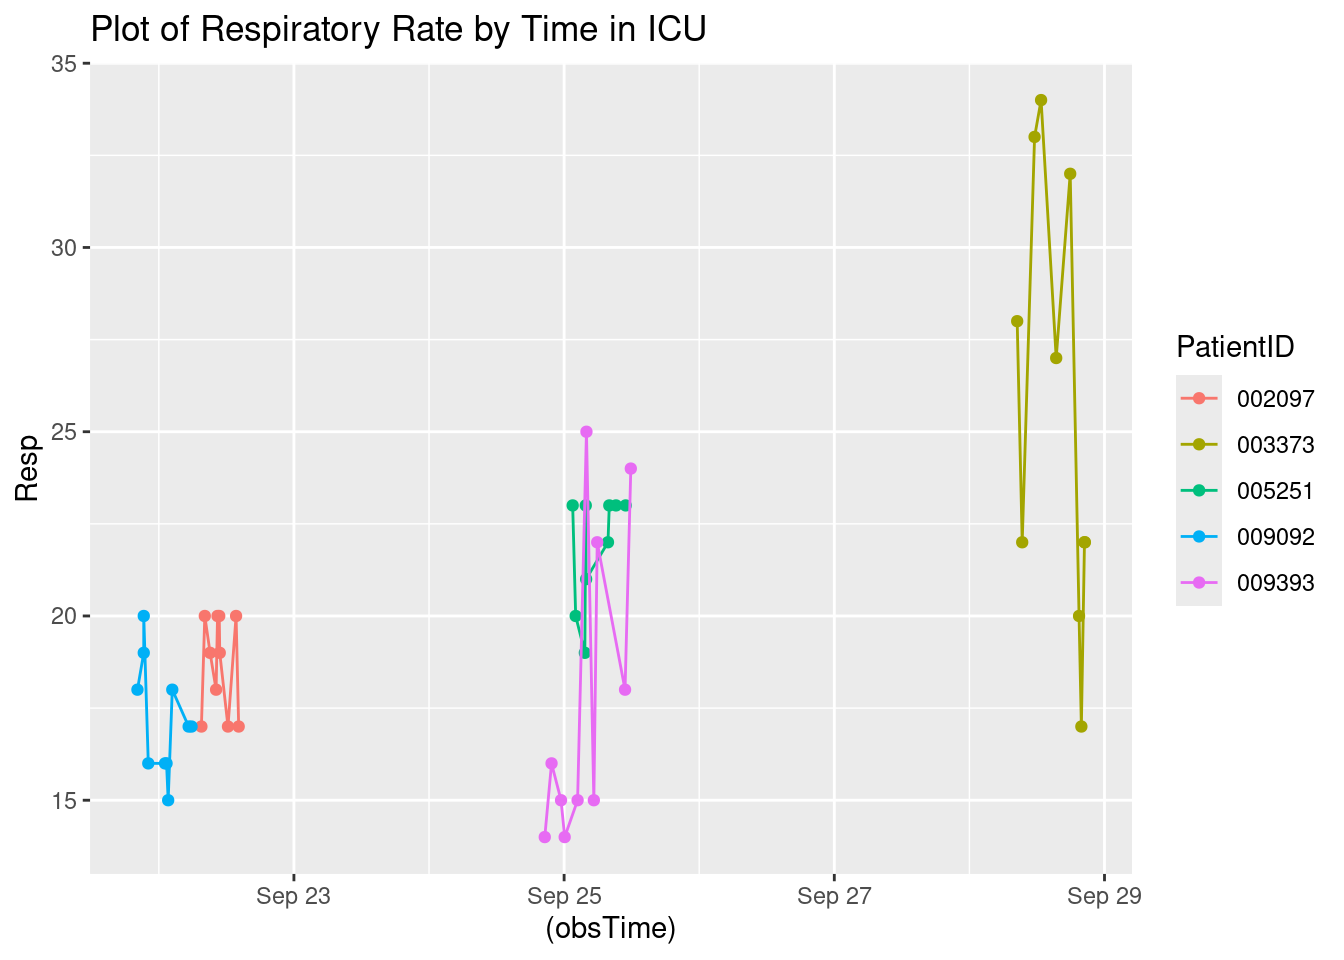 Plot of Respiratory Rate by Time in ICU
35
30
25
20
15
Resp
Sep 23
Sep 25
Sep 27
Sep 29
(obsTime)
PatientID
002097
003373
005251
009092
009393